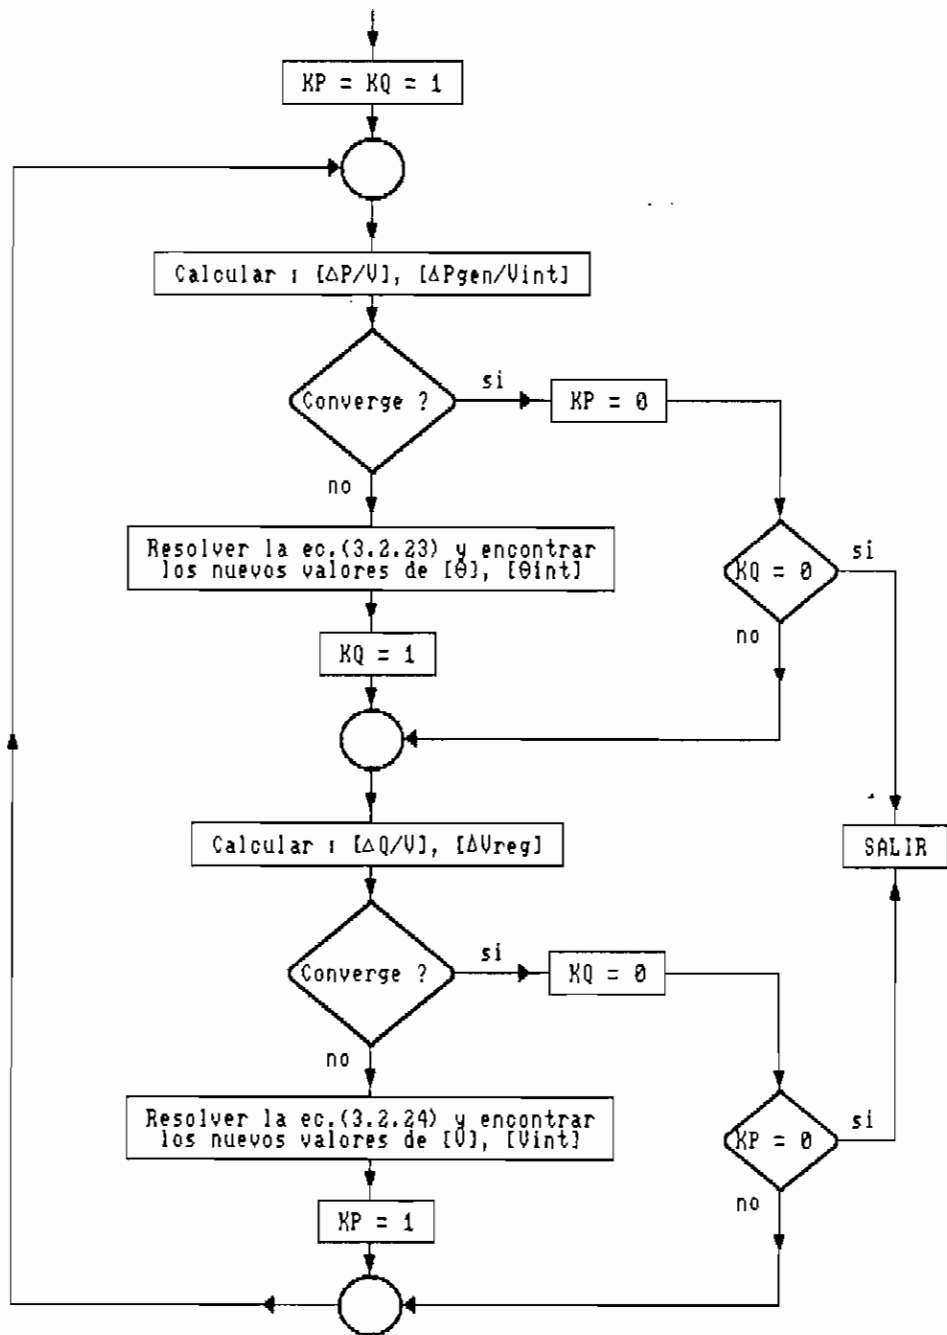 KP = KQ = 1
Calcular : [ΔP/V], [ΔPgen/Vint]
Converge ?
si
KP = 0
no
Resolver la ec.(3.2.23) y encontrar
los nuevos valores de [θ], [θint]
KQ = 0
si
no
KQ = 1
Calcular : [ΔQ/V], [ΔVreg]
SALIR
Converge ?
si
KQ = 0
no
Resolver la ec.(3.2.24) y encontrar
los nuevos valores de [V], [Vint]
KP = 0
si
no
KP = 1